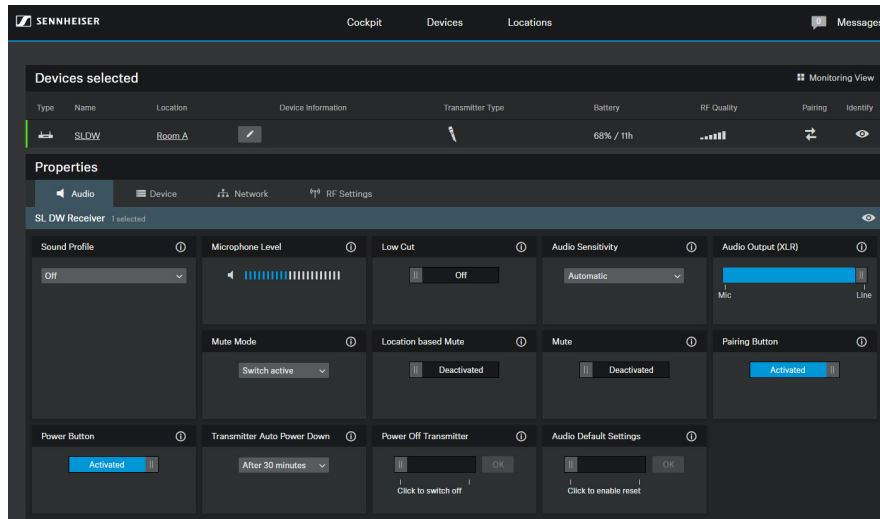 SENNHEISER
Cockpit Devices Locations
0 Messages
Devices selected
Monitoring View
Type Name Location Device Information Transmitter Type Battery RF Quality Pairing Identify
SLDW Room A 68% / 11h
Properties
Audio Device Network RF Settings
SL DW Receiver 1 selected
Sound Profile Microphone Level Low Cut Audio Sensitivity Audio Output (XLR)
Off Off Automatic
Mic Line
Mute Mode Location based Mute Mute Pairing Button
Switch active Deactivated Deactivated Activated
Power Button Transmitter Auto Power Down Power Off Transmitter Audio Default Settings
Activated After 30 minutes OK OK
Click to switch off Click to enable reset